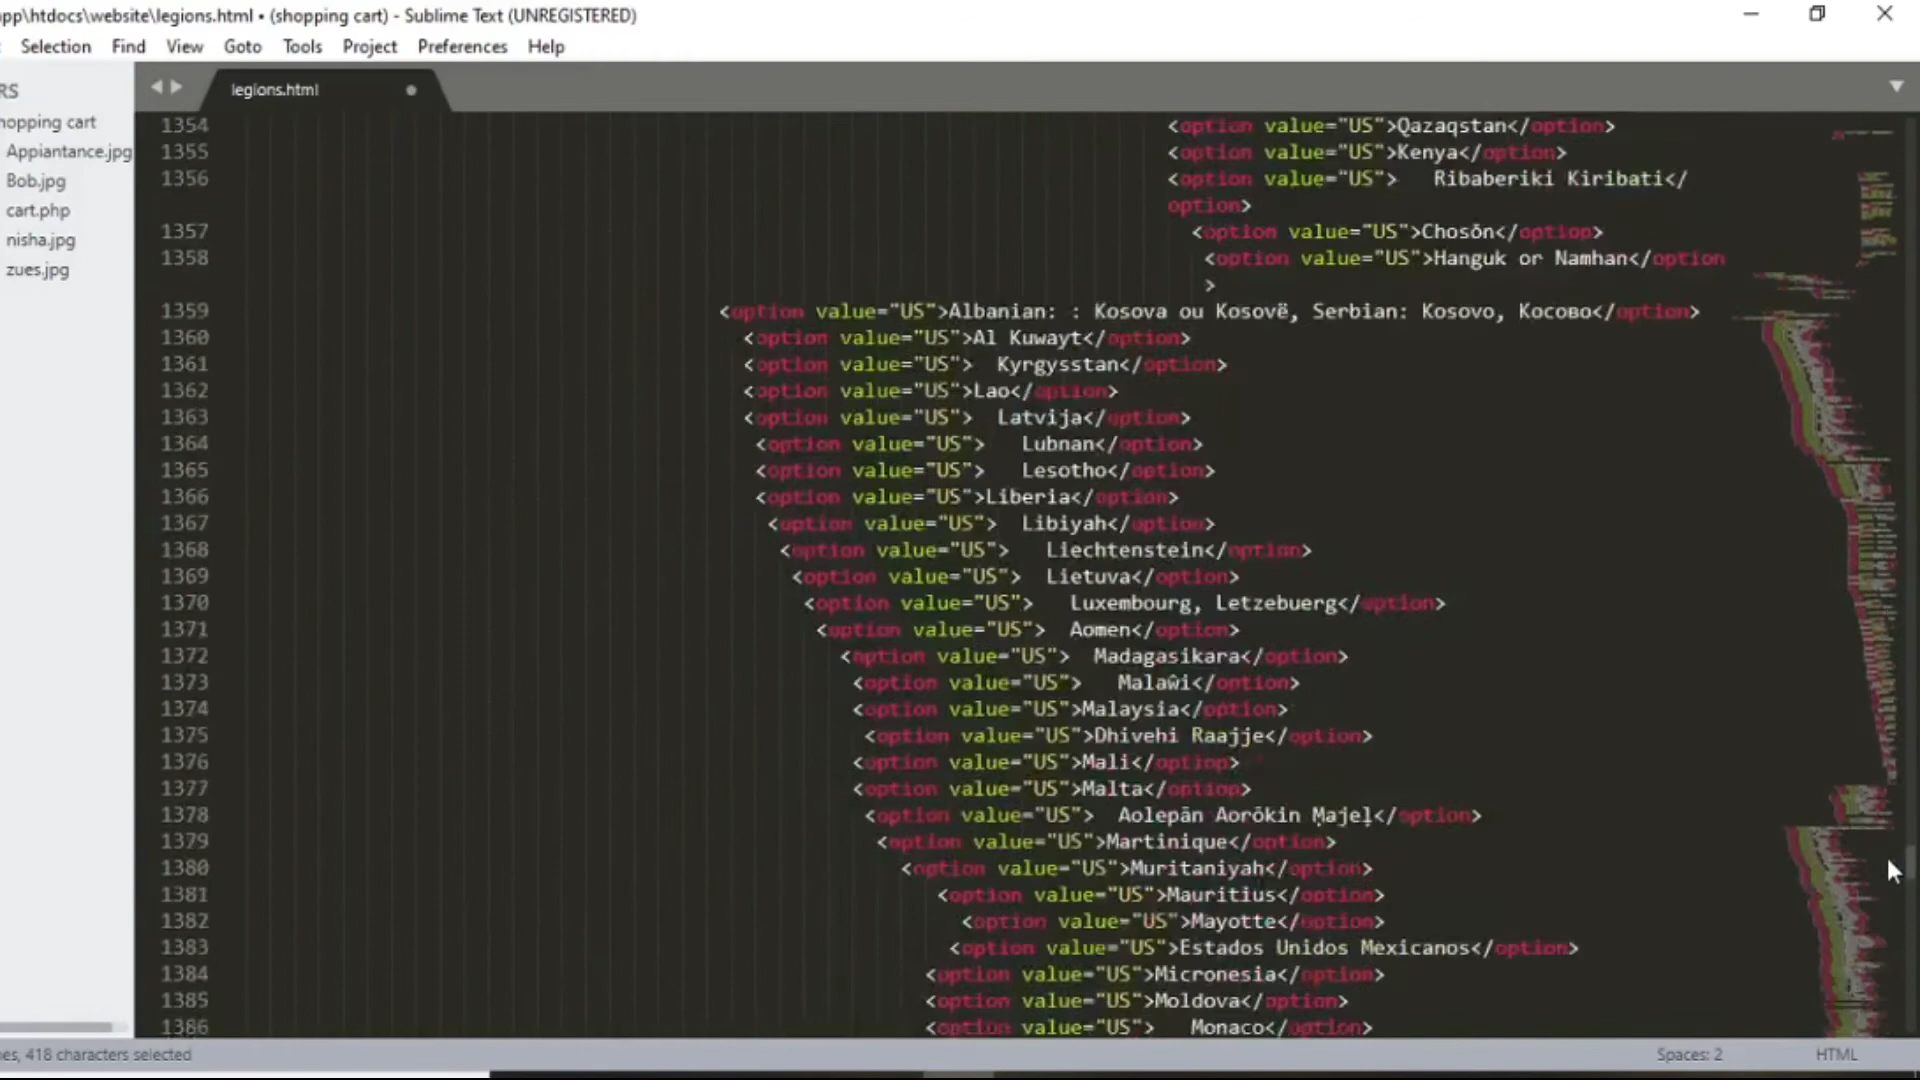 pp\htdocs\website\legions.html • (shopping cart) - Sublime Text (UNREGISTERED)
Selection Find View Goto Tools Project Preferences Help
RS
legions.html
hopping cart
Appiantance.jpg
Bob.jpg
cart.php
nisha.jpg
zues.jpg
1354 <option value="US">Qazaqstan</option>
1355 <option value="US">Kenya</option>
1356 <option value="US">   Ribaberiki Kiribati</
option>
1357 <option value="US">Chosŏn</option>
1358 <option value="US">Hanguk or Namhan</option
>
1359 <option value="US">Albanian: : Kosova ou Kosovë, Serbian: Kosovo, Косово</option>
1360 <option value="US">Al Kuwayt</option>
1361 <option value="US">  Kyrgysstan</option>
1362 <option value="US">Lao</option>
1363 <option value="US">  Latvija</option>
1364 <option value="US">   Lubnan</option>
1365 <option value="US">   Lesotho</option>
1366 <option value="US">Liberia</option>
1367 <option value="US">  Libiyah</option>
1368 <option value="US">   Liechtenstein</option>
1369 <option value="US">  Lietuva</option>
1370 <option value="US">   Luxembourg, Letzebuerg</option>
1371 <option value="US">  Aomen</option>
1372 <option value="US">  Madagasikara</option>
1373 <option value="US">   Malaŵi</option>
1374 <option value="US">Malaysia</option>
1375 <option value="US">Dhivehi Raajje</option>
1376 <option value="US">Mali</option>
1377 <option value="US">Malta</option>
1378 <option value="US">  Aolepān Aorōkin Ṃajeḷ</option>
1379 <option value="US">Martinique</option>
1380 <option value="US">Muritaniyah</option>
1381 <option value="US">Mauritius</option>
1382 <option value="US">Mayotte</option>
1383 <option value="US">Estados Unidos Mexicanos</option>
1384 <option value="US">Micronesia</option>
1385 <option value="US">Moldova</option>
1386 <option value="US">   Monaco</option>
es, 418 characters selected
Spaces: 2
HTML